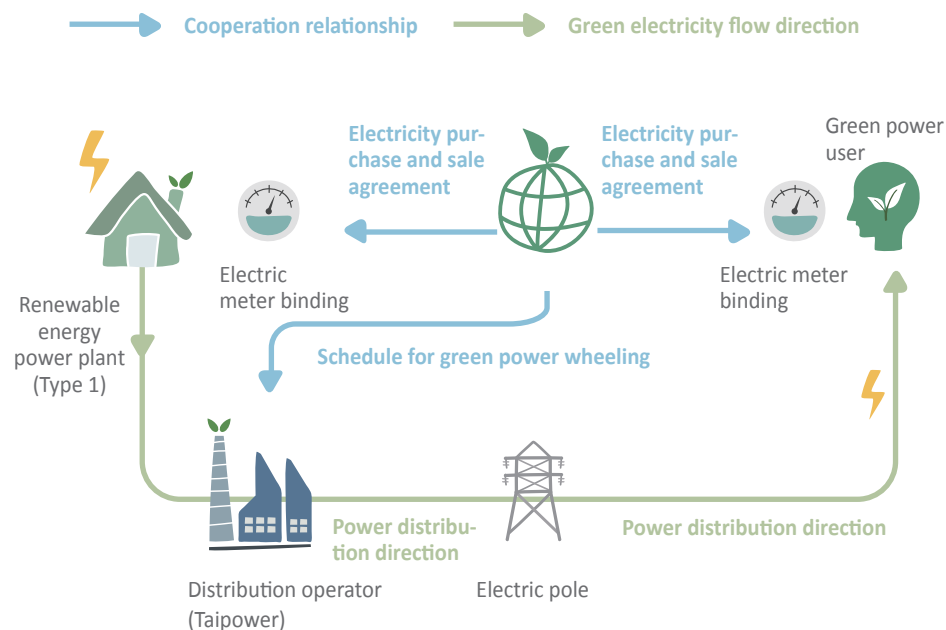 Cooperation relationship
Green electricity flow direction
Electricity pur-
chase and sale
agreement
Electricity pur-
chase and sale
agreement
Green power
user
Electric
meter binding
Electric meter
binding
Renewable
energy
power plant
(Type 1)
Schedule for green power wheeling
Power distribu-
tion direction
Power distribution direction
Distribution operator
(Taipower)
Electric pole